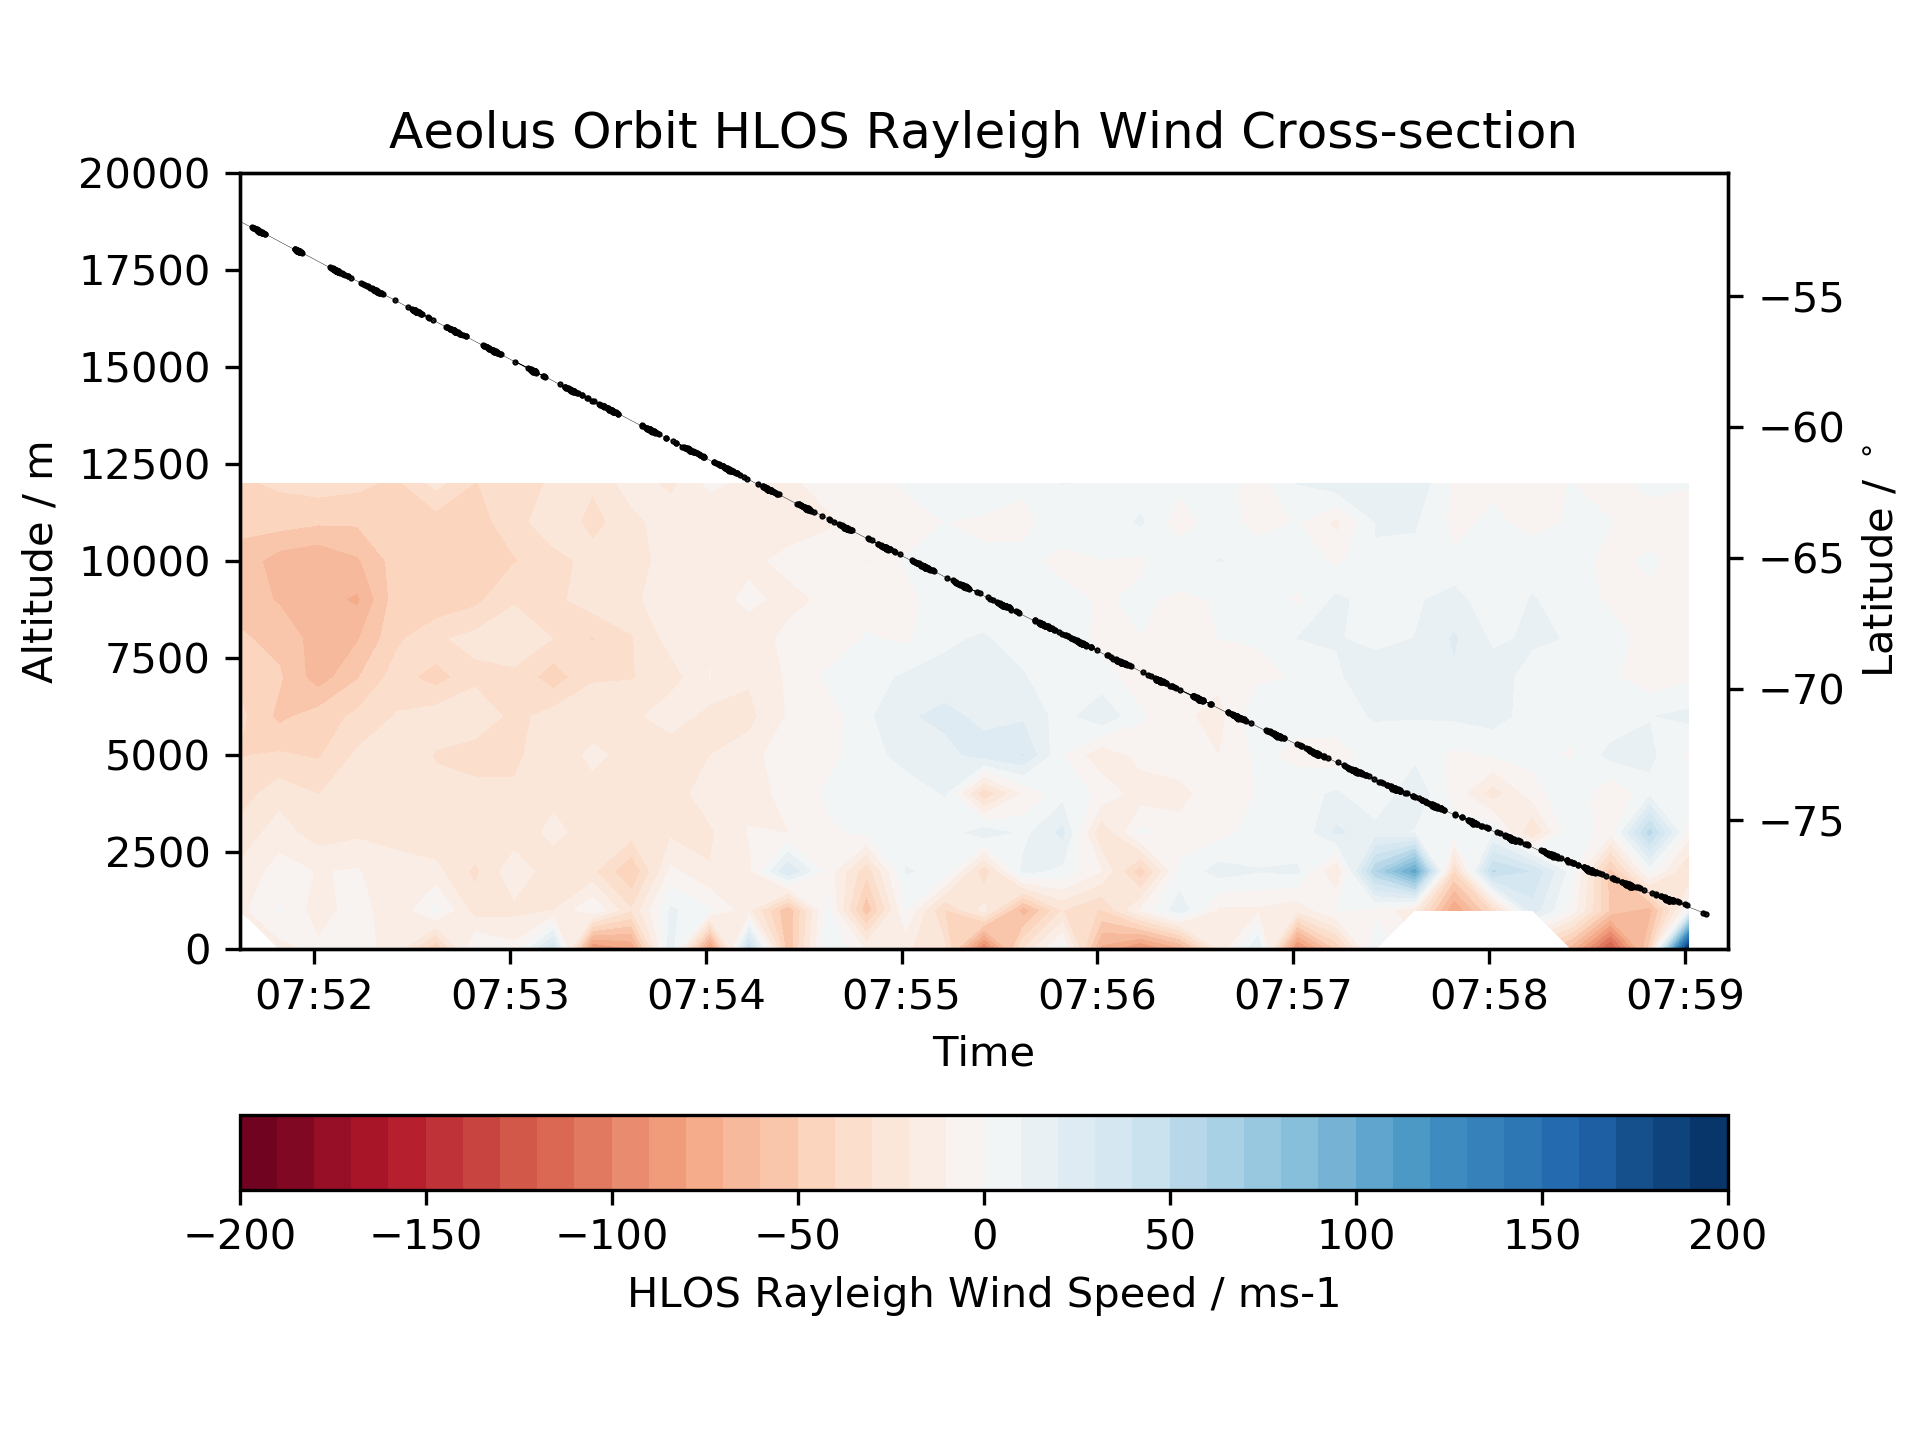 Aeolus Orbit HLOS Rayleigh Wind Cross-section
20000
17500
15000
12500
10000
7500
5000
2500
0
Altitude / m
−55
−60
−65
−70
−75
Latitude / °
07:52 07:53 07:54 07:55 07:56 07:57 07:58 07:59
Time
−200 −150 −100 −50 0 50 100 150 200
HLOS Rayleigh Wind Speed / ms-1